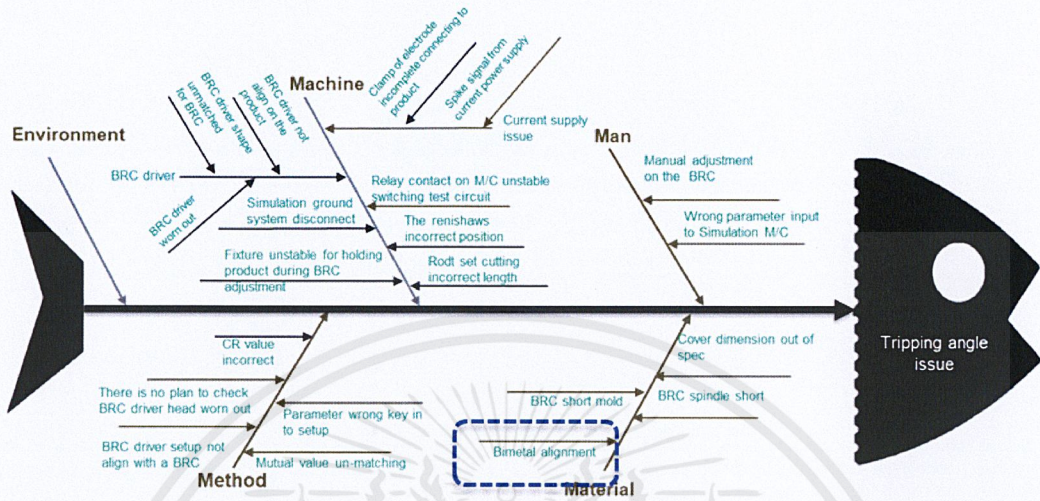 Environment
Machine
Man
BRC driver shape
unmatched
for BRC
BRC driver not
align on the
product
Clamp of electrode
incomplete connecting to
product
Spike signal from
current power supply
Current supply
issue
BRC driver
BRC driver
worn out
Simulation ground
system disconnect
Fixture unstable for holding
product during BRC
adjustment
Relay contact on M/C unstable
switching test circuit
The renishaws
incorrect position
Rodt set cutting
incorrect length
Manual adjustment
on the BRC
Wrong parameter input
to Simulation M/C
Tripping angle
issue
CR value
incorrect
There is no plan to check
BRC driver head worn out
BRC driver setup not
align with a BRC
Parameter wrong key in
to setup
Mutual value un-matching
Method
Cover dimension out of
spec
BRC short mold
BRC spindle short
Bimetal alignment
Material